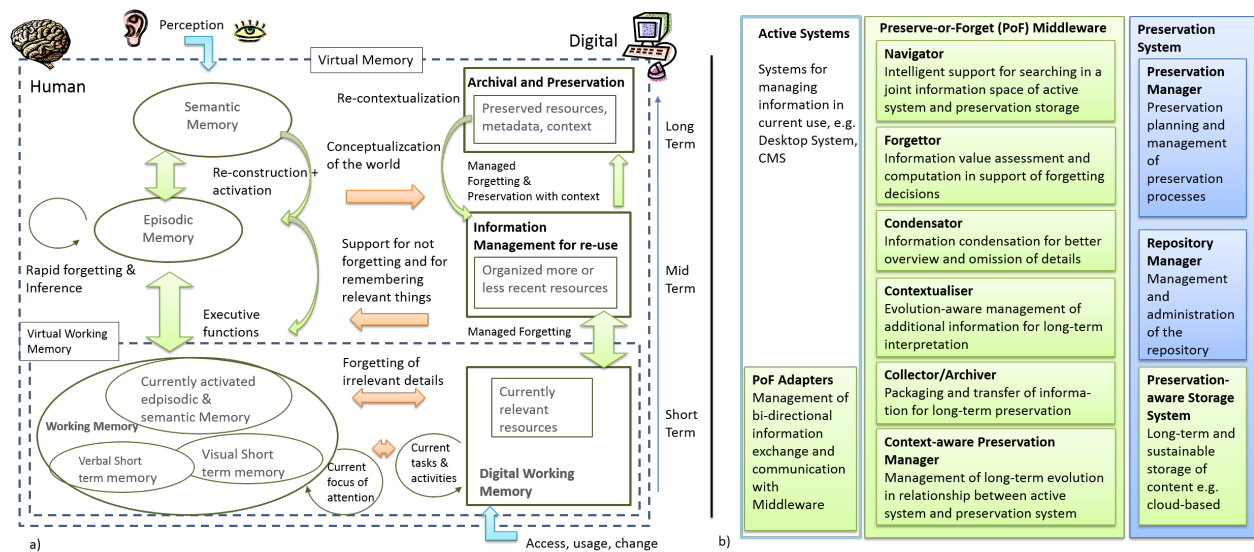 Perception
Digital
Virtual Memory
Human
Semantic
Memory
Re-construction +
activation
Episodic
Memory
Rapid forgetting &
Inference
Executive
functions
Virtual Working
Memory
Currently activated
edpisodic &
semantic Memory
Working Memory
Verbal Short
term memory
Visual Short
term memory
Current
focus of
attention
Re-contextualization
Conceptualizcation
of the world
Support for not
forgetting and for
remembering
relevant things
Forgetting of
irrelevant details
Current
tasks &
activities
Archival and Preservation
Preserved resources,
metadata, context
Managed
Forgetting &
Preservation with context
Information
Management for re-use
Organized more or
less recent resources
Managed Forgetting
Currently
relevant
resources
Digital Working
Memory
Access, usage, change
Long
Term
Mid
Term
Short
Term
a)
b)
Active Systems
Systems for
managing
information in
current use, e.g.
Desktop System,
CMS
PoF Adapters
Management of
bi-directional
information
exchange and
communication
with
Middleware
Preserve-or-Forget (PoF) Middleware
Navigator
Intelligent support for searching in a
joint information space of active
system and preservation storage
Forgettor
Information value assessment and
computation in support of forgetting
decisions
Condensator
Information condensation for better
overview and omission of details
Contextualiser
Evolution-aware management of
additional information for long-term
interpretation
Collector/Archiver
Packaging and transfer of informa-
tion for long-term preservation
Context-aware Preservation
Manager
Management of long-term evolution
in relationship between active
system and preservation system
Preservation
System
Preservation
Manager
Preservation
planning and
management
of
preservation
processes
Repository
Manager
Management
and
administration
of the
repository
Preservation-
aware Storage
System
Long-term and
sustainable
storage of
content e.g.
cloud-based